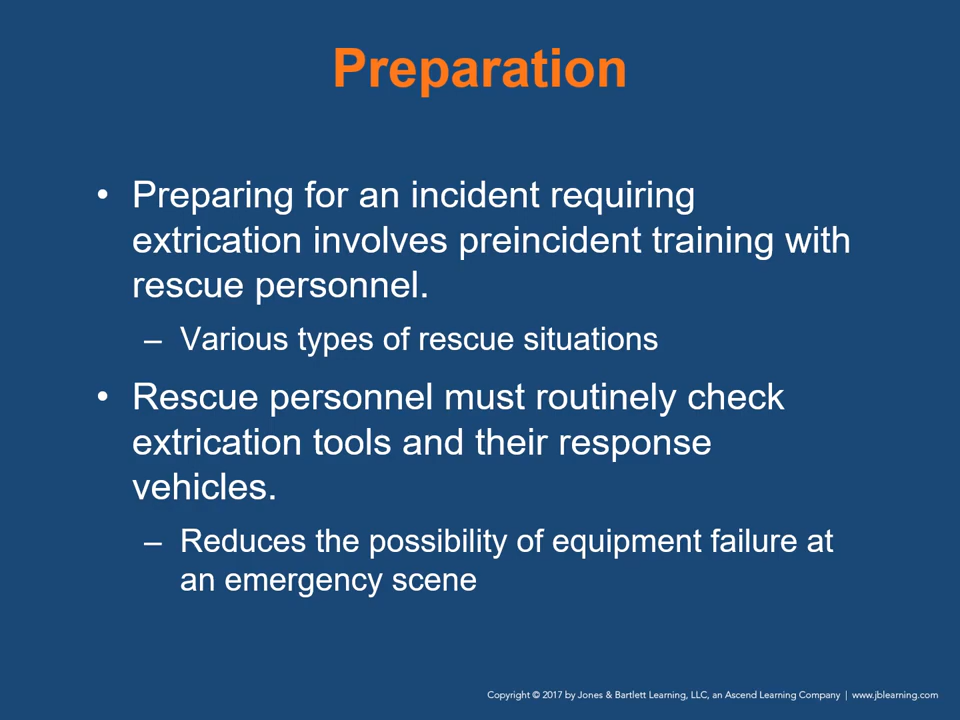 Preparation
• Preparing for an incident requiring
extrication involves preincident training with
rescue personnel.
– Various types of rescue situations
• Rescue personnel must routinely check
extrication tools and their response
vehicles.
– Reduces the possibility of equipment failure at
an emergency scene
Copyright © 2017 by Jones & Bartlett Learning, LLC, an Ascend Learning Company | www.jblearning.com